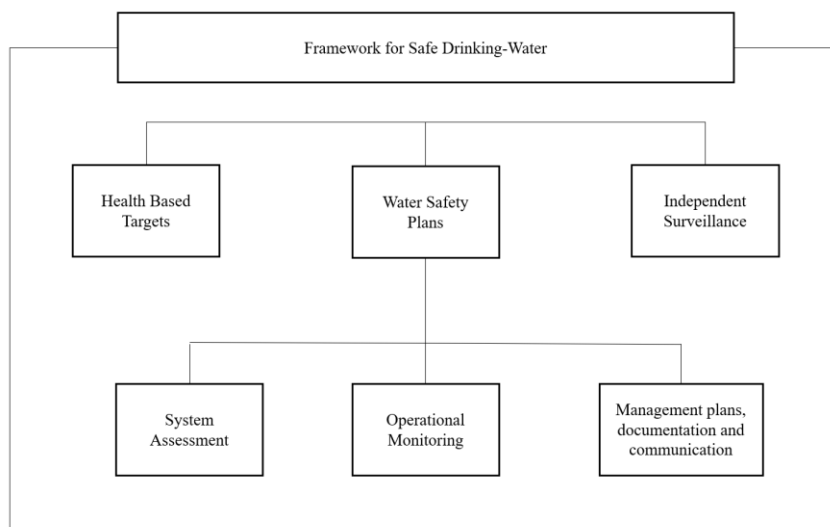 Framework for Safe Drinking-Water
Health Based
Targets
Water Safety
Plans
Independent
Surveillance
System
Assessment
Operational
Monitoring
Management plans,
documentation and
communication